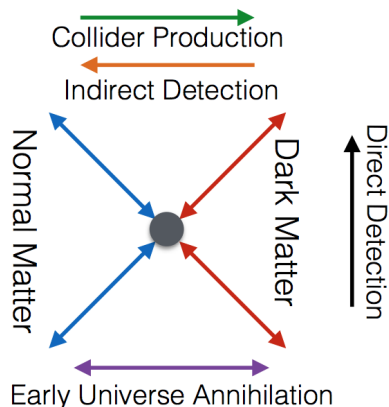 Collider Production
Indirect Detection
Normal Matter
Dark Matter
Direct Detection
Early Universe Annihilation